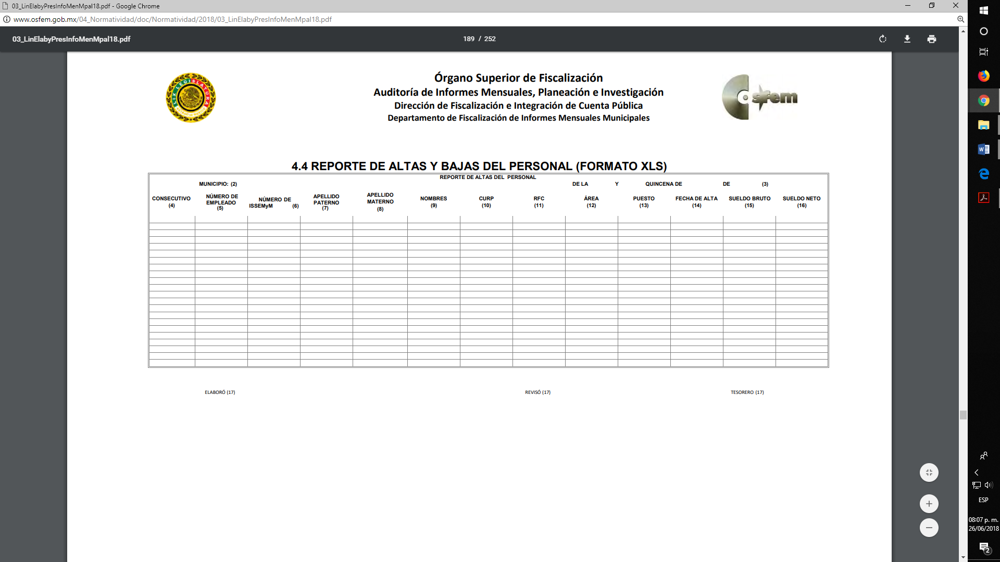 03_LinElabyPresInfoMenMpal18.pdf - Google Chrome
www.osfem.gob.mx/04_Normatividad/doc/Normatividad/2018/03_LinElabyPresInfoMenMpal18.pdf
03_LinElabyPresInfoMenMpal18.pdf
189 / 252
Órgano Superior de Fiscalización
Auditoría de Informes Mensuales, Planeación e Investigación
Dirección de Fiscalización e Integración de Cuenta Pública
Departamento de Fiscalización de Informes Mensuales Municipales
LIX LEGISLATURA
osfem
4.4 REPORTE DE ALTAS Y BAJAS DEL PERSONAL (FORMATO XLS)
REPORTE DE ALTAS DEL PERSONAL
MUNICIPIO: (2) DE LA Y QUINCENA DE DE (3)
CONSECUTIVO (4)
NÚMERO DE EMPLEADO (5)
NÚMERO DE ISSEMyM (6)
APELLIDO PATERNO (7)
APELLIDO MATERNO (8)
NOMBRES (9)
CURP (10)
RFC (11)
ÁREA (12)
PUESTO (13)
FECHA DE ALTA (14)
SUELDO BRUTO (15)
SUELDO NETO (16)
ELABORÓ (17) REVISÓ (17) TESORERO (17)
ESP
08:07 p. m.
26/06/2018
2